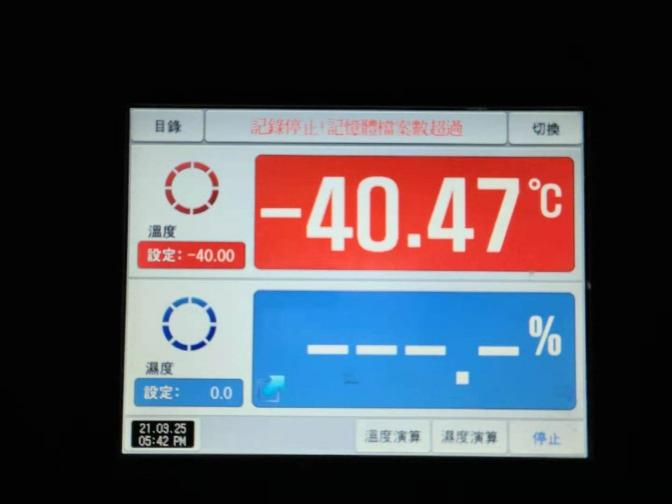 目錄
記錄停止!記憶體檔案數超過
切換
-40.47 °C
溫度
設定: -40.00
---.- %
濕度
設定: 0.0
21.03.25
05:42 PM
溫度演算
濕度演算
停止